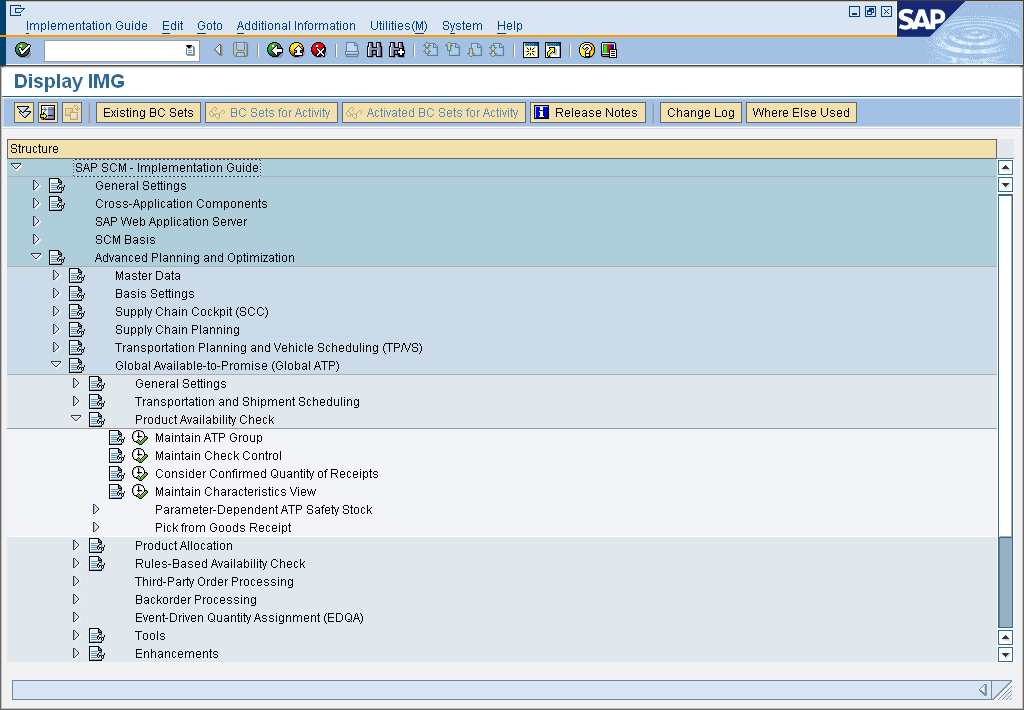 Implementation Guide Edit Goto Additional Information Utilities(M) System Help
SAP
Display IMG
Existing BC Sets BC Sets for Activity Activated BC Sets for Activity Release Notes Change Log Where Else Used
Structure
SAP SCM - Implementation Guide
General Settings
Cross-Application Components
SAP Web Application Server
SCM Basis
Advanced Planning and Optimization
Master Data
Basis Settings
Supply Chain Cockpit (SCC)
Supply Chain Planning
Transportation Planning and Vehicle Scheduling (TP/VS)
Global Available-to-Promise (Global ATP)
General Settings
Transportation and Shipment Scheduling
Product Availability Check
Maintain ATP Group
Maintain Check Control
Consider Confirmed Quantity of Receipts
Maintain Characteristics View
Parameter-Dependent ATP Safety Stock
Pick from Goods Receipt
Product Allocation
Rules-Based Availability Check
Third-Party Order Processing
Backorder Processing
Event-Driven Quantity Assignment (EDQA)
Tools
Enhancements